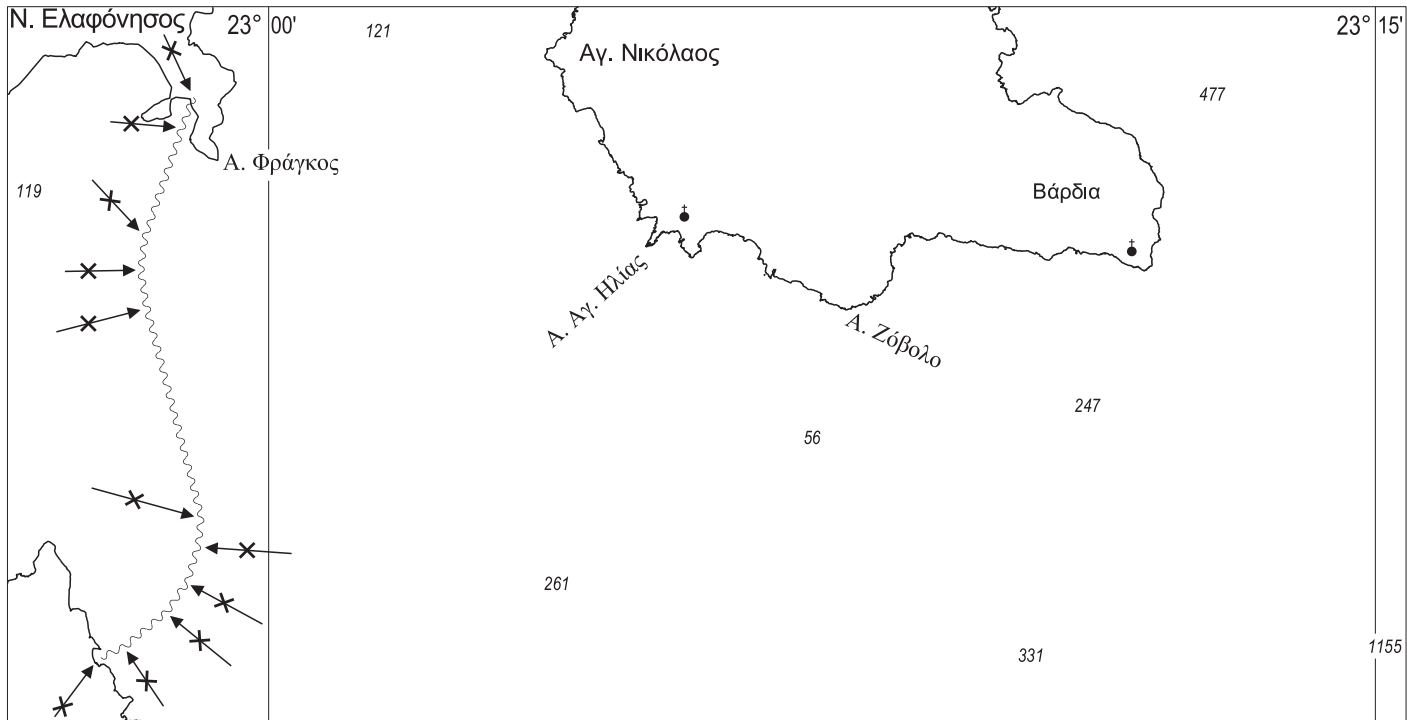 Ν. Ελαφόνησος
23° 00'
121
23° 15'
Αγ. Νικόλαος
477
Α. Φράγκος
119
Βάρδια
Α. Αγ. Ηλίας
Α. Ζόβολο
247
56
261
331
1155